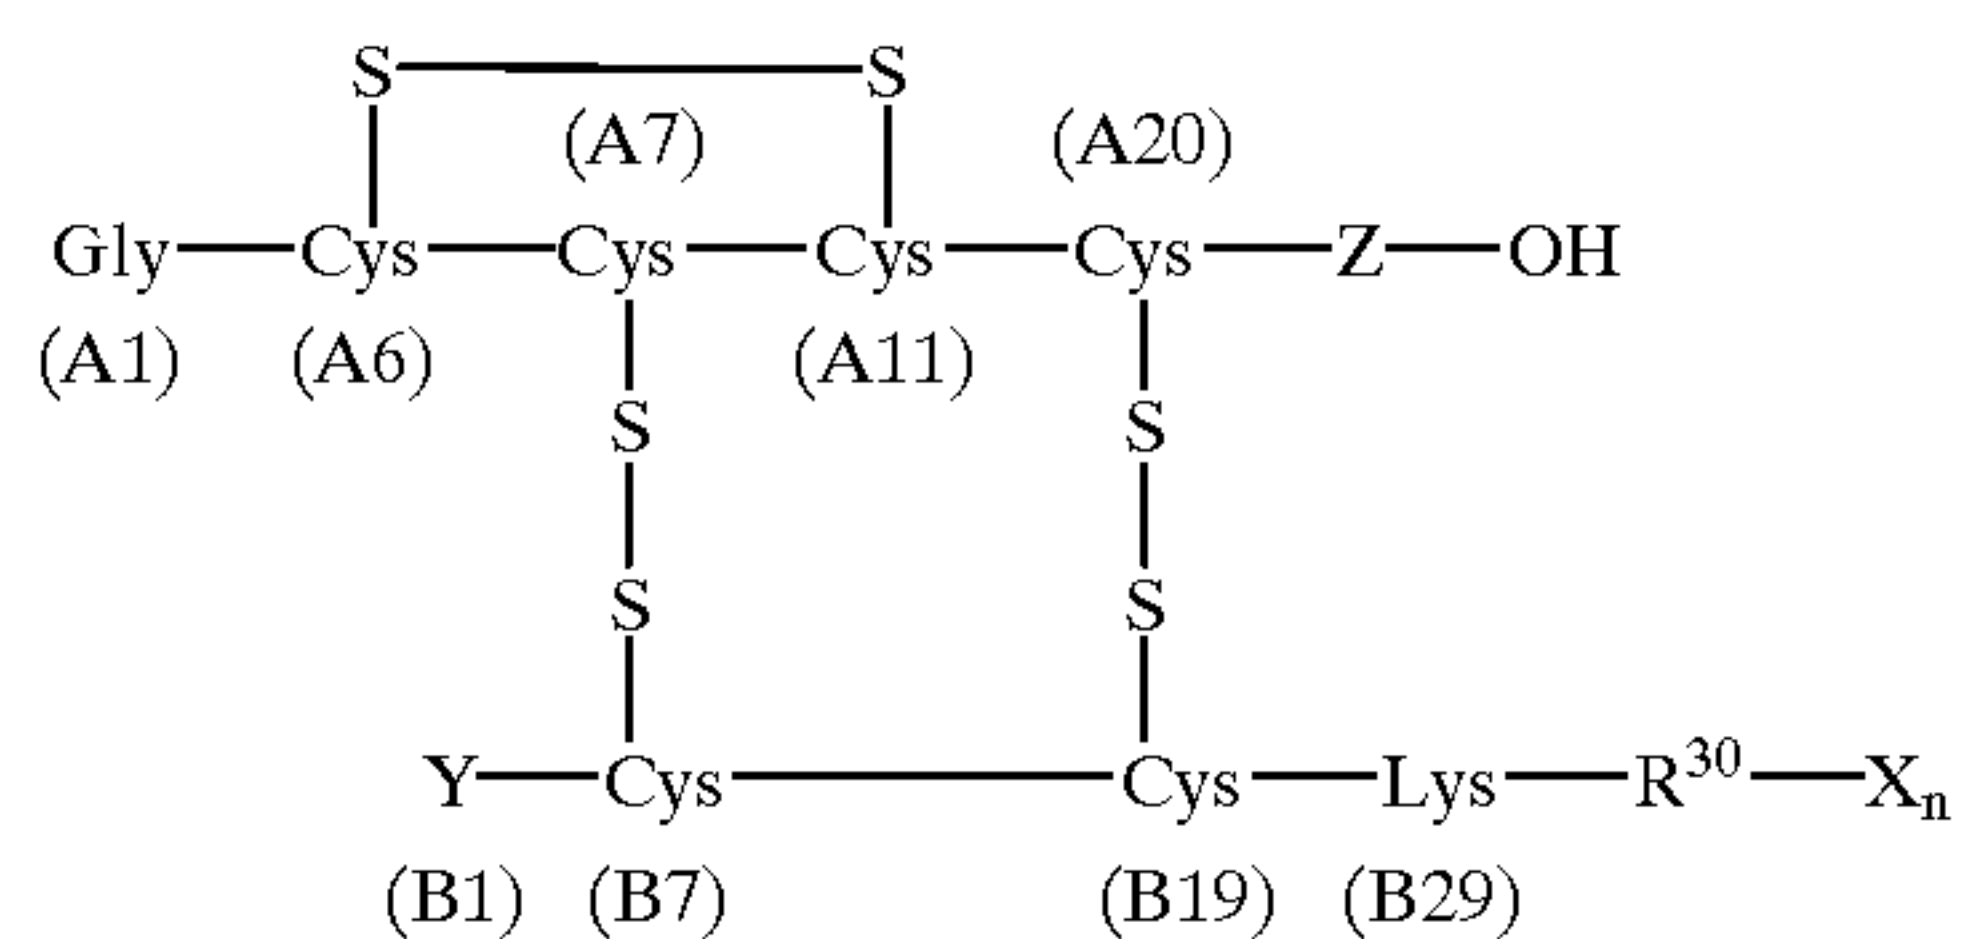 S S
(A7) (A20)
Gly Cys Cys Cys Cys Z OH
(A1) (A6) (A11)
S S
S S
Y Cys Cys Lys R³⁰ Xₙ
(B1) (B7) (B19) (B29)